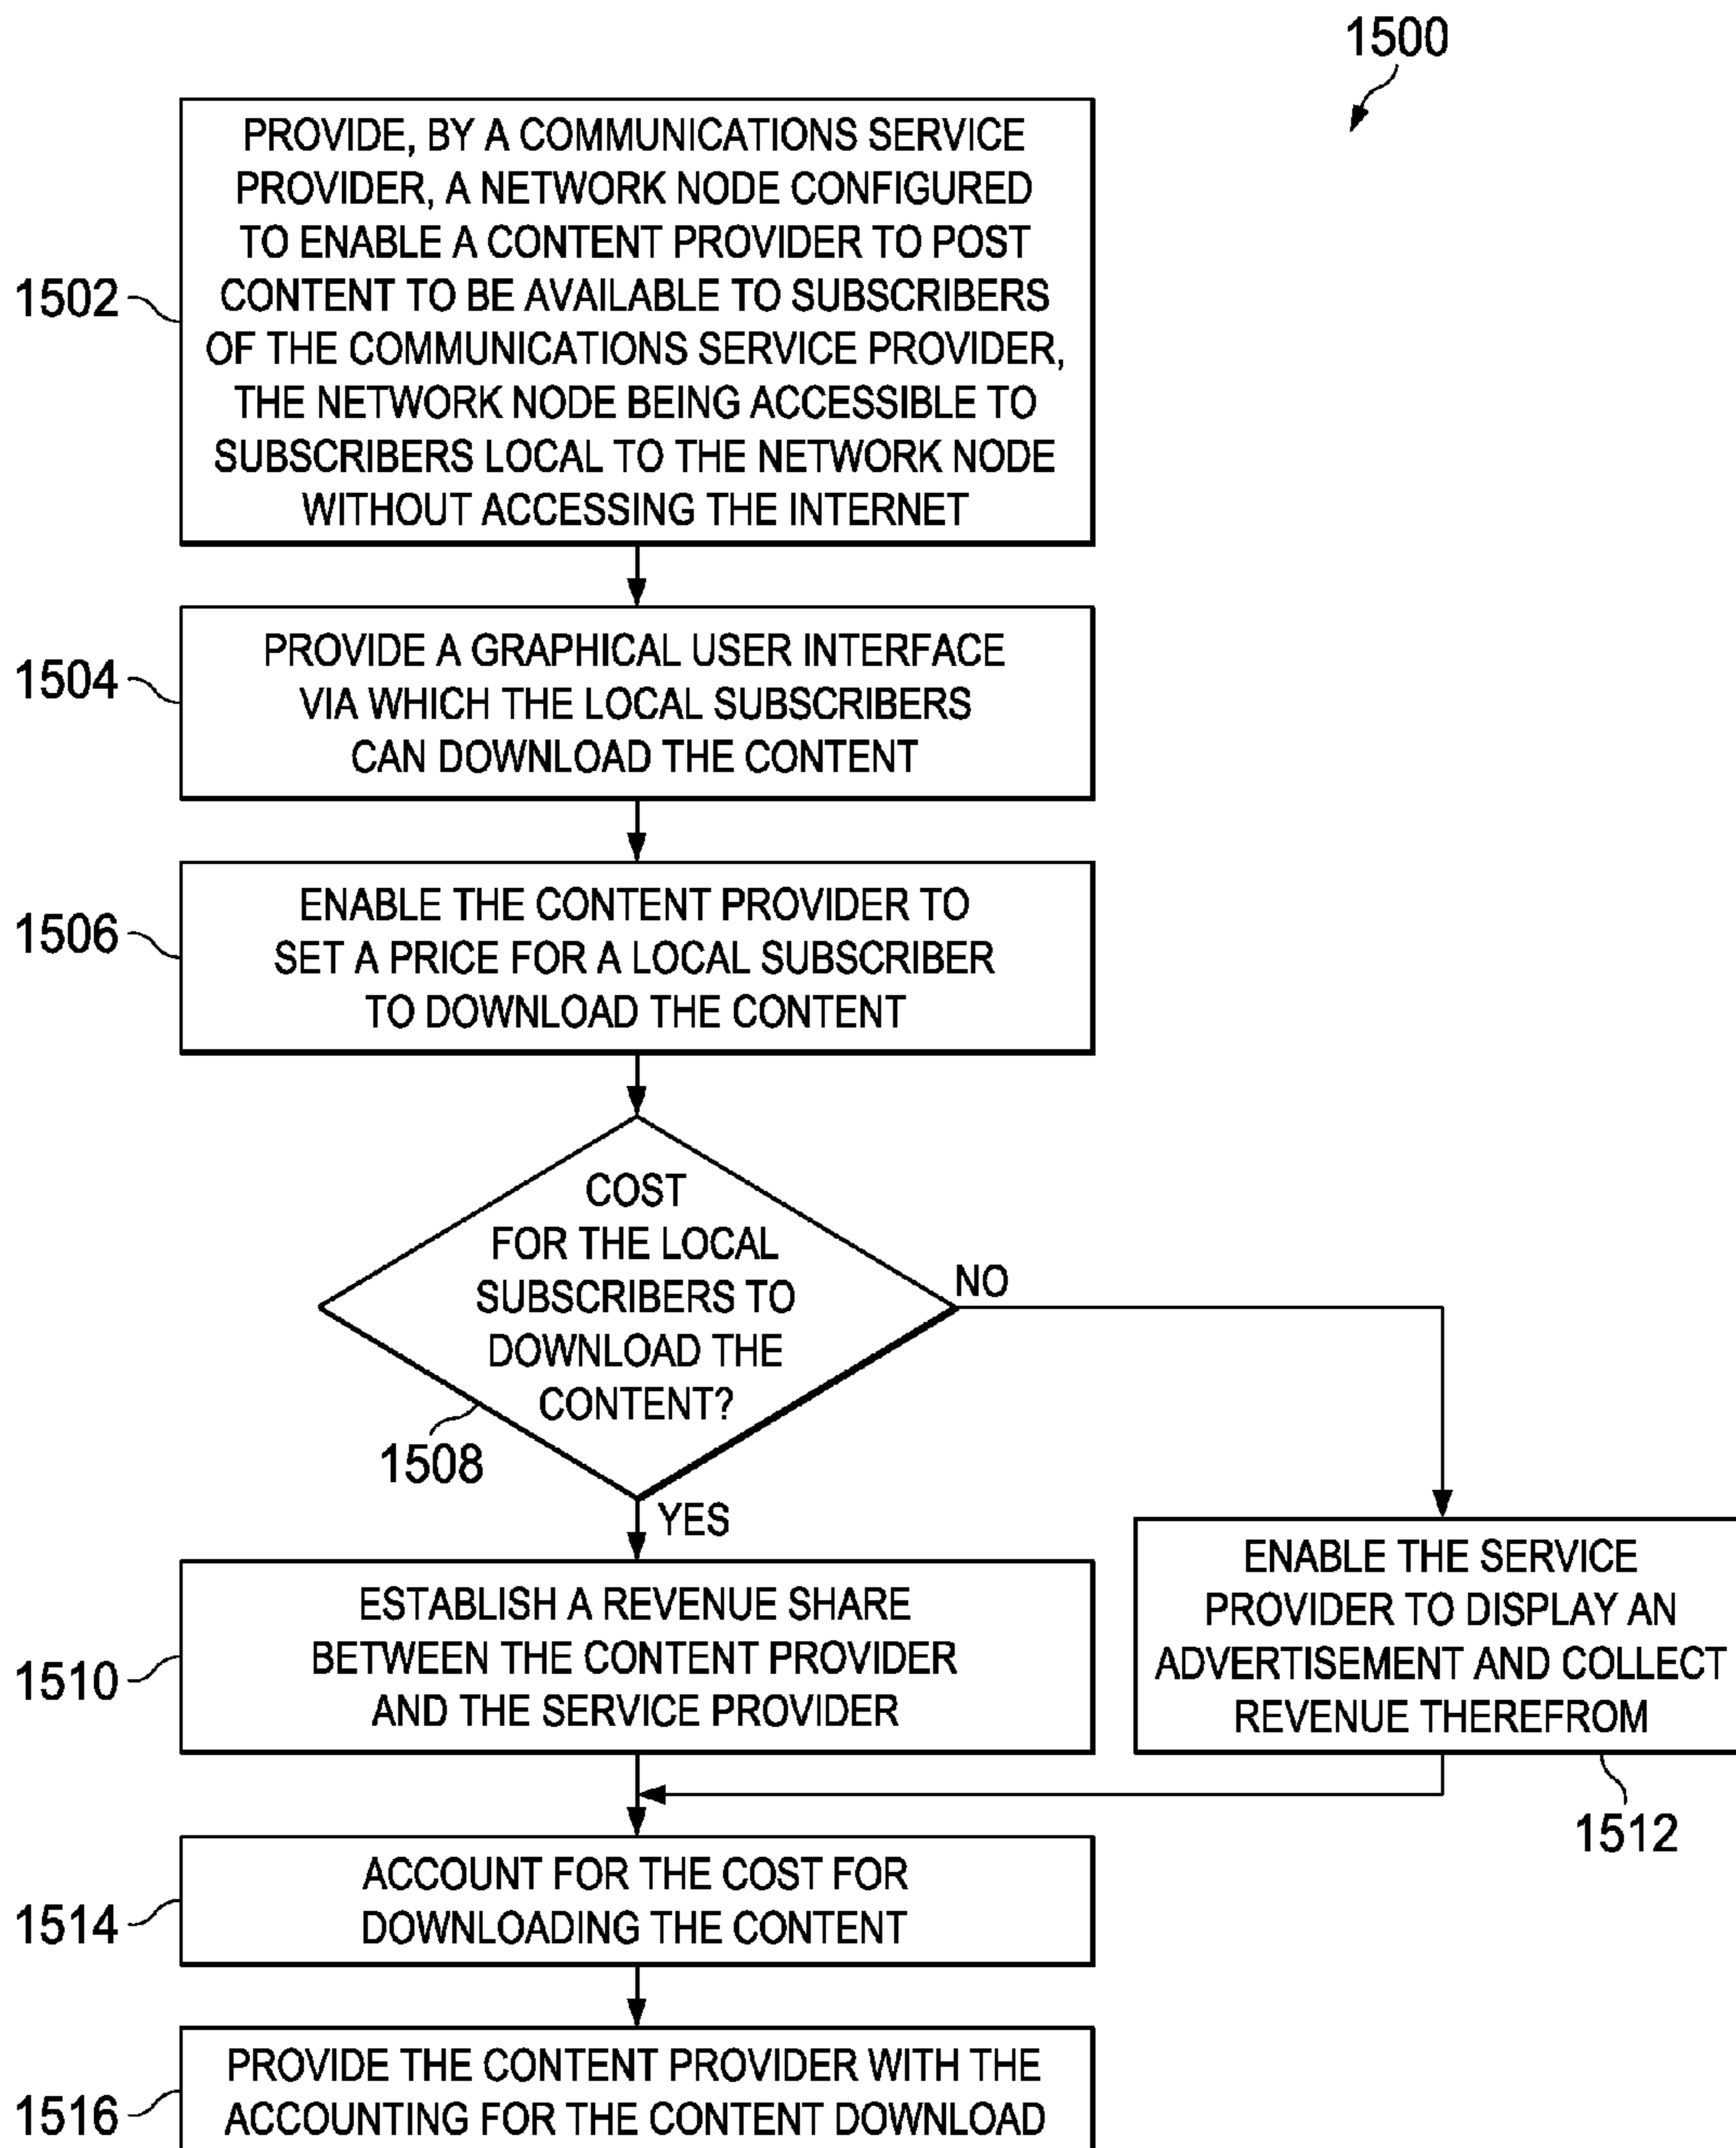 1500
PROVIDE, BY A COMMUNICATIONS SERVICE
PROVIDER, A NETWORK NODE CONFIGURED
TO ENABLE A CONTENT PROVIDER TO POST
CONTENT TO BE AVAILABLE TO SUBSCRIBERS
OF THE COMMUNICATIONS SERVICE PROVIDER,
THE NETWORK NODE BEING ACCESSIBLE TO
SUBSCRIBERS LOCAL TO THE NETWORK NODE
WITHOUT ACCESSING THE INTERNET
1502
PROVIDE A GRAPHICAL USER INTERFACE
VIA WHICH THE LOCAL SUBSCRIBERS
CAN DOWNLOAD THE CONTENT
1504
ENABLE THE CONTENT PROVIDER TO
SET A PRICE FOR A LOCAL SUBSCRIBER
TO DOWNLOAD THE CONTENT
1506
COST
FOR THE LOCAL
SUBSCRIBERS TO
DOWNLOAD THE
CONTENT?
1508
NO
YES
ESTABLISH A REVENUE SHARE
BETWEEN THE CONTENT PROVIDER
AND THE SERVICE PROVIDER
1510
ENABLE THE SERVICE
PROVIDER TO DISPLAY AN
ADVERTISEMENT AND COLLECT
REVENUE THEREFROM
1512
ACCOUNT FOR THE COST FOR
DOWNLOADING THE CONTENT
1514
PROVIDE THE CONTENT PROVIDER WITH THE
ACCOUNTING FOR THE CONTENT DOWNLOAD
1516